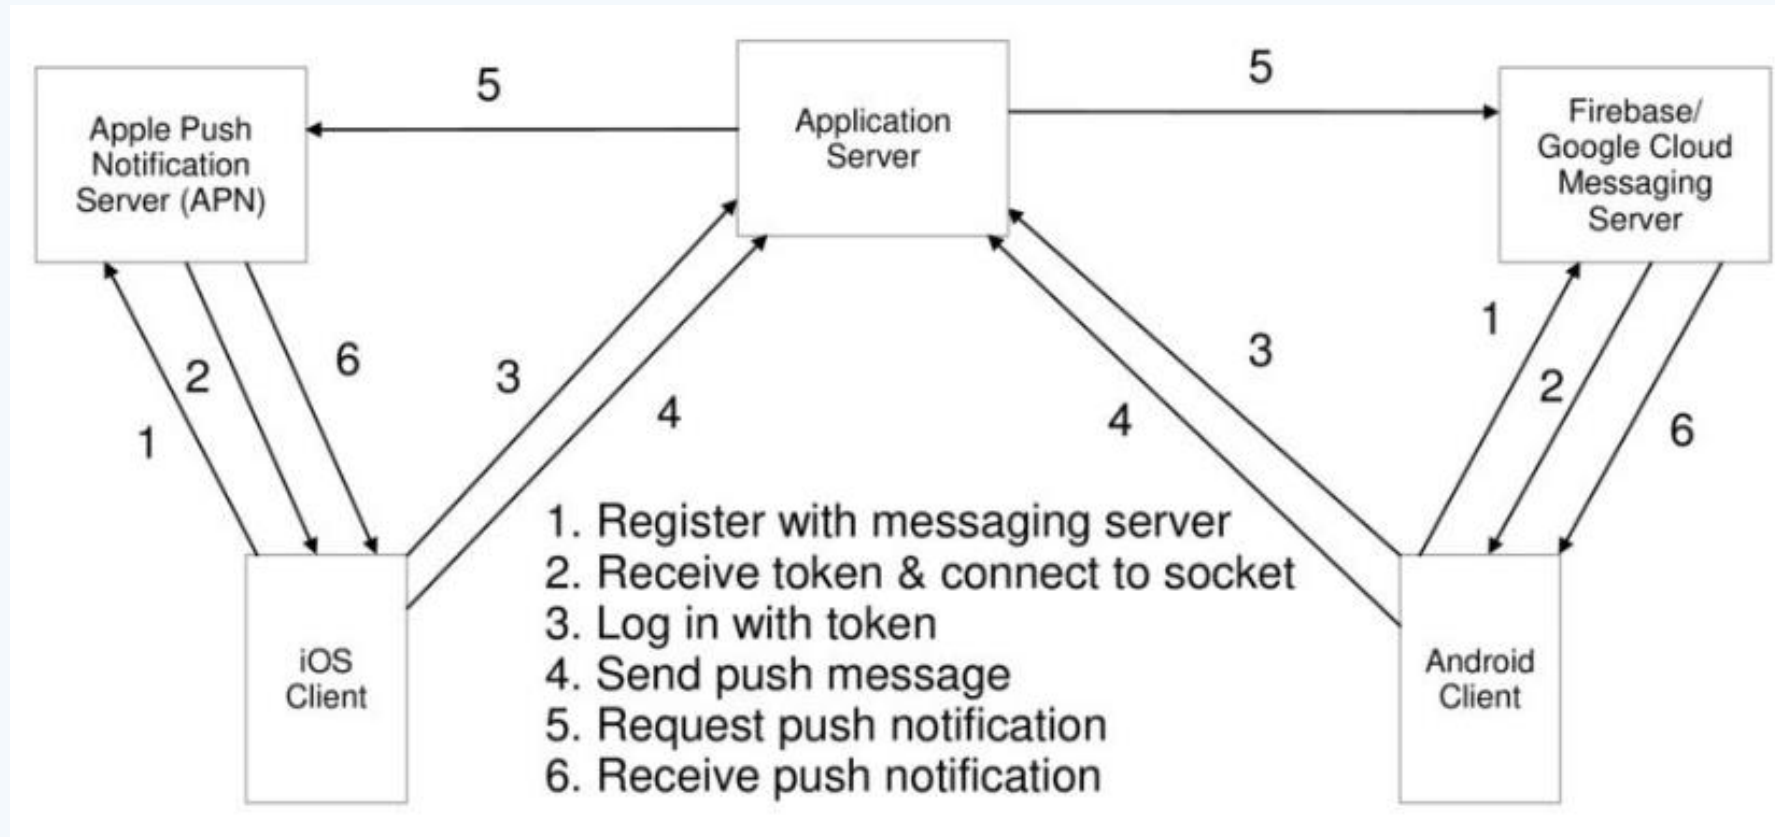 5
5
Apple Push
Notification
Server (APN)
Application
Server
Firebase/
Google Cloud
Messaging
Server
1
2
6
3
4
3
4
1
2
6
1. Register with messaging server
2. Receive token & connect to socket
3. Log in with token
4. Send push message
5. Request push notification
6. Receive push notification
iOS
Client
Android
Client